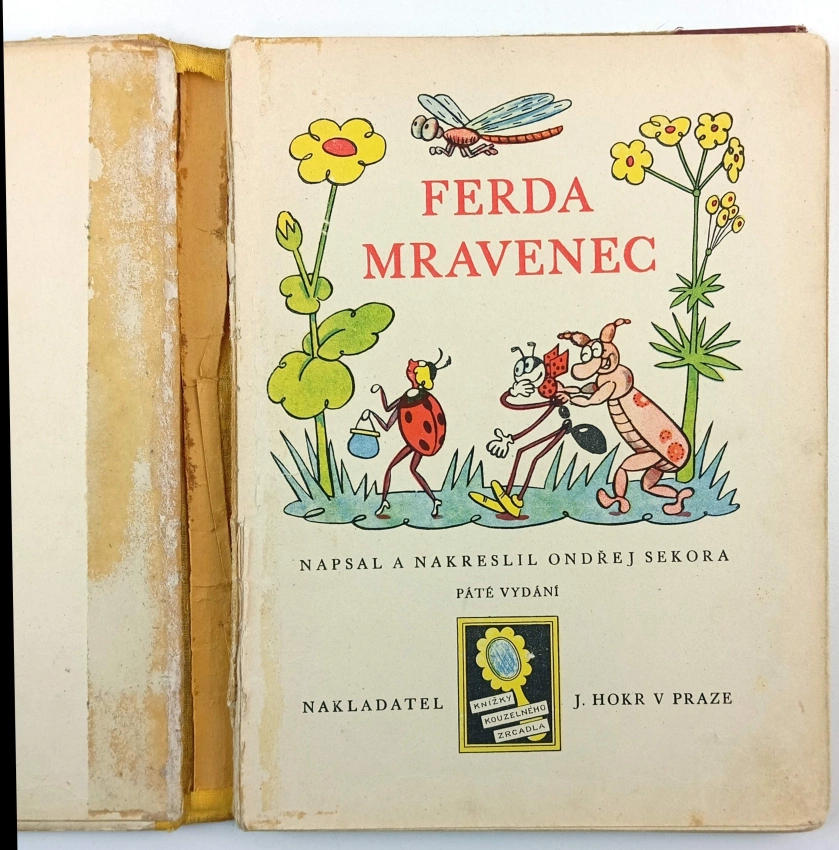 FERDA
MRAVENEC
NAPSAL A NAKRESLIL ONDŘEJ SEKORA
PÁTÉ VYDÁNÍ
NAKLADATEL
KNÍŽKY
KOUZELNÉHO
ZRCADLA
J. HOKR V PRAZE